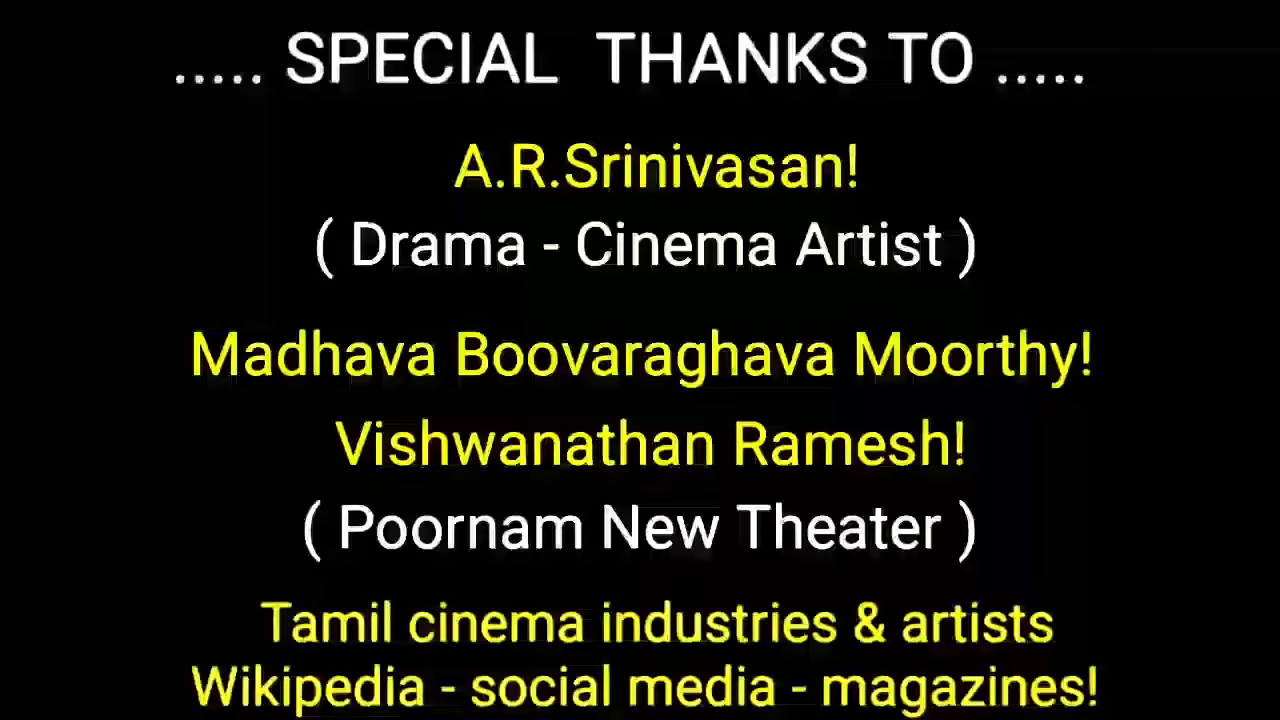 ..... SPECIAL THANKS TO .....
A.R.Srinivasan!
( Drama - Cinema Artist )
Madhava Boovaraghava Moorthy!
Vishwanathan Ramesh!
( Poornam New Theater )
Tamil cinema industries & artists
Wikipedia - social media - magazines!